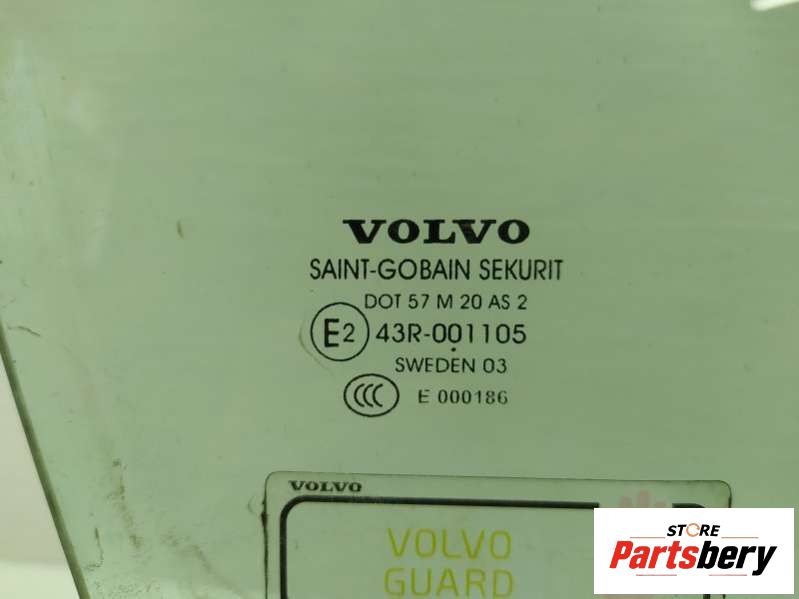 VOLVO
SAINT-GOBAIN SEKURIT
DOT 57 M 20 AS 2
E2 43R-001105
SWEDEN 03
CCC E 000186
VOLVO
VOLVO
GUARD
STORE
Partsbery